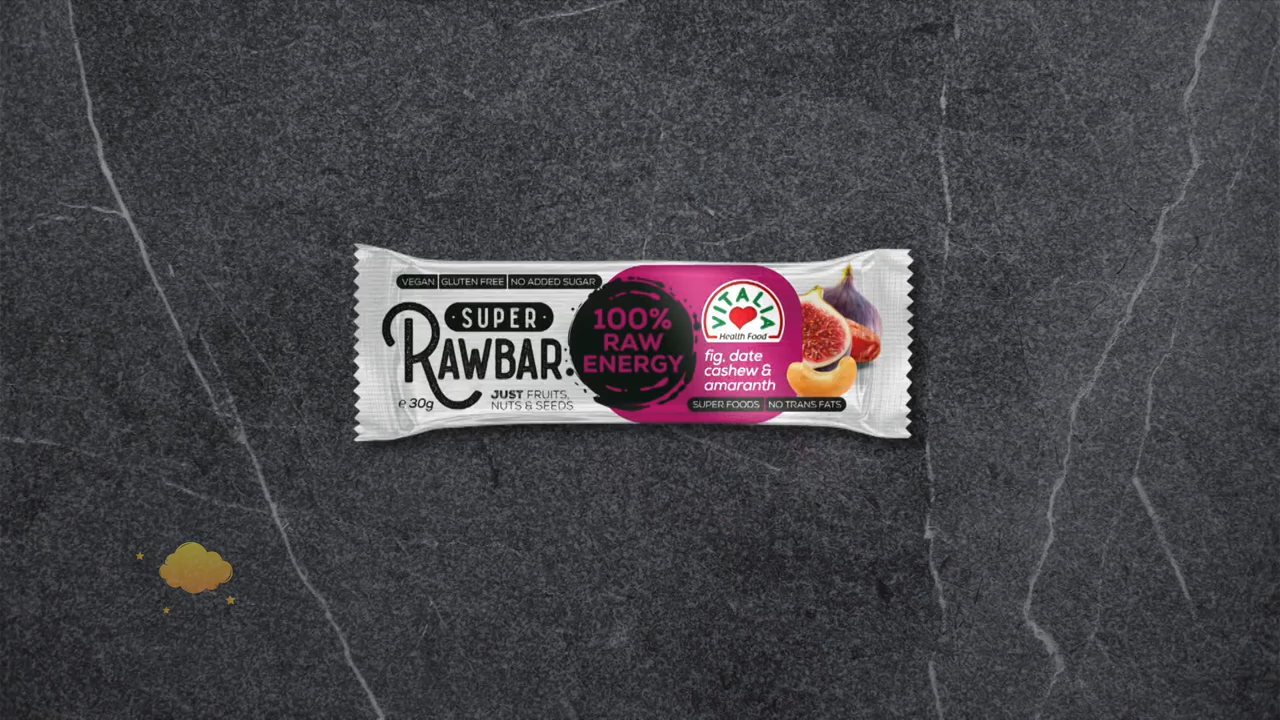 VEGAN GLUTEN FREE NO ADDED SUGAR
SUPER
RAWBAR.
e 30g
JUST FRUITS,
NUTS & SEEDS
100%
RAW
ENERGY
VITALIA
Health Food
fig, date
cashew &
amaranth
SUPER FOODS NO TRANS FATS